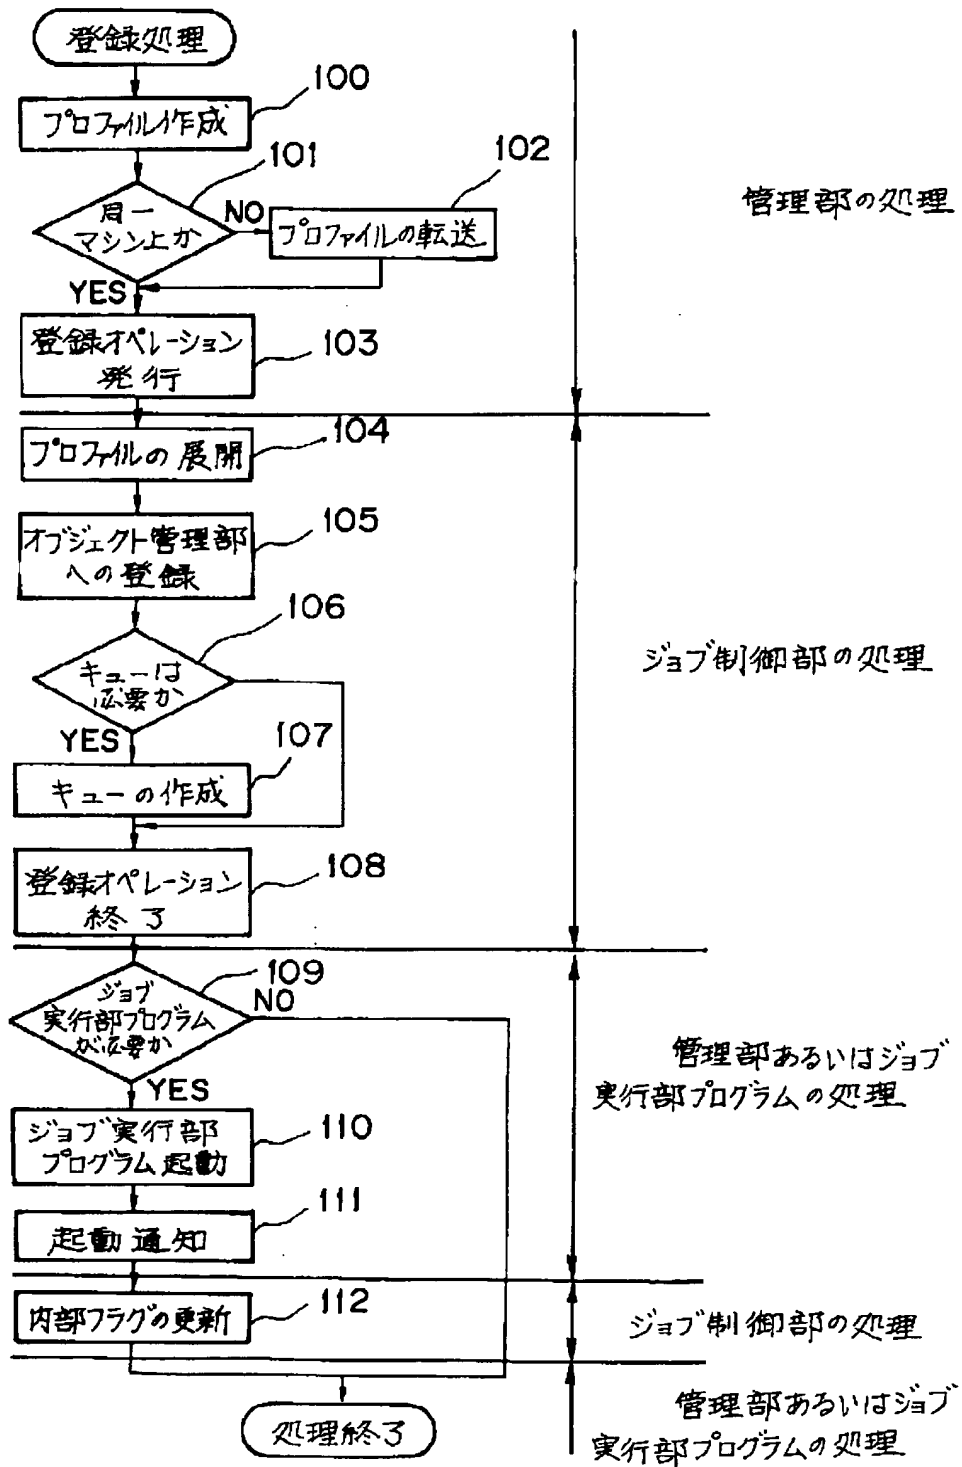 登録処理
100
プロファイル作成
101
102
同一
マシン上か
NO
プロファイルの転送
管理部の処理
YES
登録オペレーション
発行
103
プロファイルの展開
104
オブジェクト管理部
への登録
105
106
キューは
必要か
ジョブ制御部の処理
YES
107
キューの作成
登録オペレーション
終了
108
109
ジョブ
実行部プログラム
が必要か
NO
管理部あるいはジョブ
実行部プログラムの処理
YES
ジョブ実行部
プログラム起動
110
起動通知
111
内部フラグの更新
112
ジョブ制御部の処理
処理終了
管理部あるいはジョブ
実行部プログラムの処理